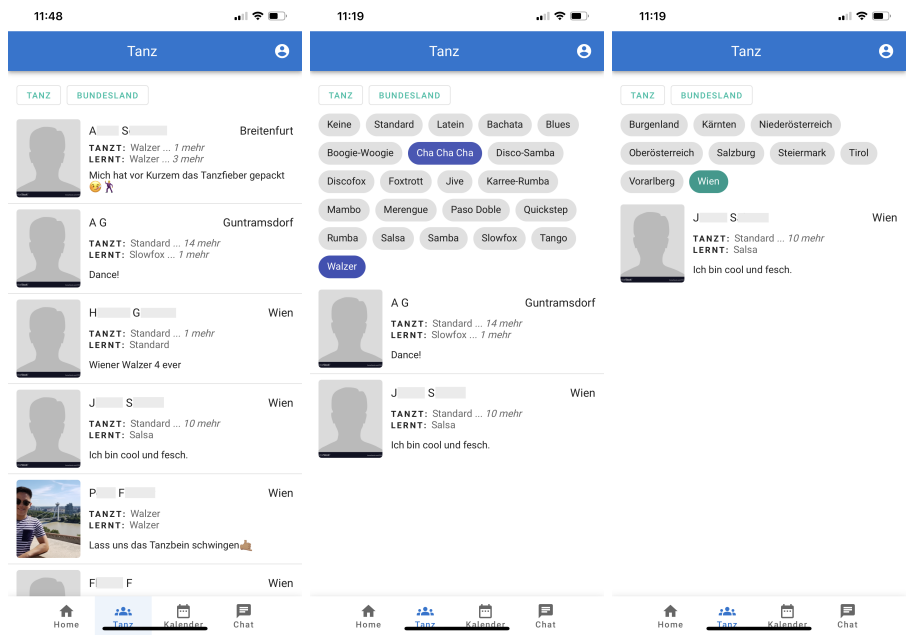 11:48
Tanz
TANZ BUNDESLAND
A S Breitenfurt
TANZT: Walzer ... 1 mehr
LERNT: Walzer ... 3 mehr
Mich hat vor Kurzem das Tanzfieber gepackt
🥴🕺
A G Guntramsdorf
TANZT: Standard ... 14 mehr
LERNT: Slowfox ... 1 mehr
Dance!
H G Wien
TANZT: Standard ... 1 mehr
LERNT: Standard
Wiener Walzer 4 ever
J S Wien
TANZT: Standard ... 10 mehr
LERNT: Salsa
Ich bin cool und fesch.
P F Wien
TANZT: Walzer
LERNT: Walzer
Lass uns das Tanzbein schwingen🤙🏽
F F Wien
Home Tanz Kalender Chat
11:19
Tanz
TANZ BUNDESLAND
Keine Standard Latein Bachata Blues
Boogie-Woogie Cha Cha Cha Disco-Samba
Discofox Foxtrott Jive Karree-Rumba
Mambo Merengue Paso Doble Quickstep
Rumba Salsa Samba Slowfox Tango
Walzer
A G Guntramsdorf
TANZT: Standard ... 14 mehr
LERNT: Slowfox ... 1 mehr
Dance!
J S Wien
TANZT: Standard ... 10 mehr
LERNT: Salsa
Ich bin cool und fesch.
Home Tanz Kalender Chat
11:19
Tanz
TANZ BUNDESLAND
Burgenland Kärnten Niederösterreich
Oberösterreich Salzburg Steiermark Tirol
Vorarlberg Wien
J S Wien
TANZT: Standard ... 10 mehr
LERNT: Salsa
Ich bin cool und fesch.
Home Tanz Kalender Chat